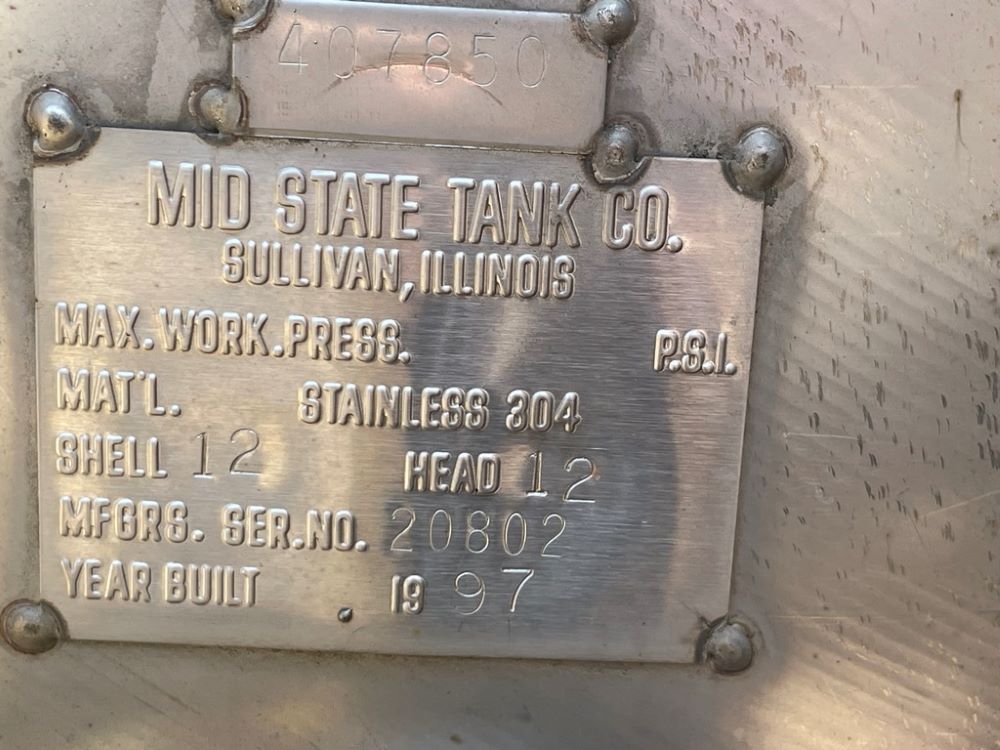 407850
MID STATE TANK CO.
SULLIVAN, ILLINOIS
MAX. WORK. PRESS. P.S.I.
MAT'L. STAINLESS 304
SHELL 12 HEAD 12
MFGRS. SER. NO. 20802
YEAR BUILT 1997